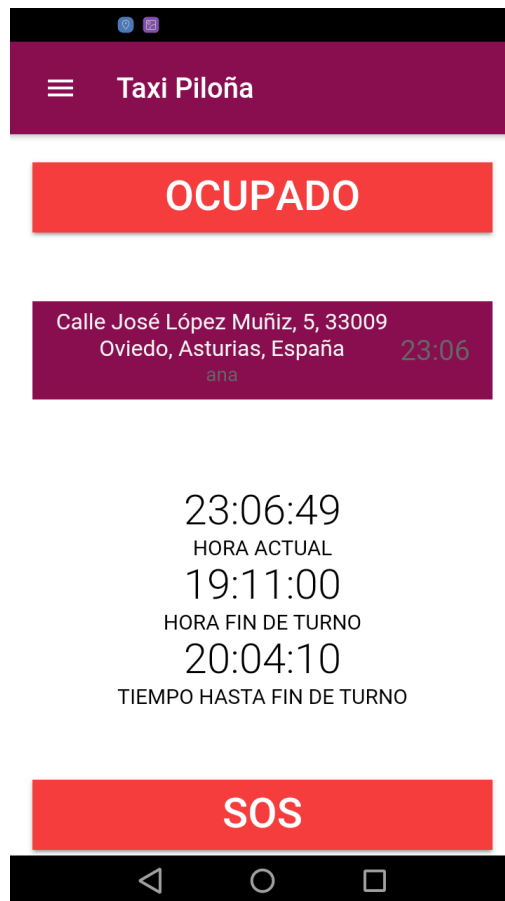 Taxi Piloña
OCUPADO
Calle José López Muñiz, 5, 33009
Oviedo, Asturias, España
ana
23:06
23:06:49
HORA ACTUAL
19:11:00
HORA FIN DE TURNO
20:04:10
TIEMPO HASTA FIN DE TURNO
SOS